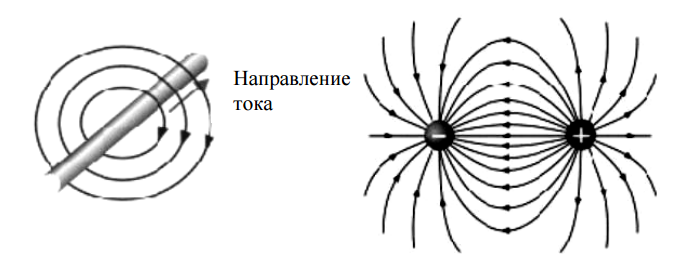 Направление
тока
−
+